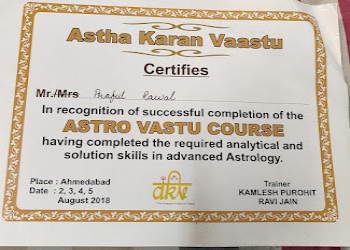 Astha Karan Vaastu
Certifies
Mr./Mrs Praful Rawal
In recognition of successful completion of the
ASTRO VASTU COURSE
having completed the required analytical and
solution skills in advanced Astrology.
Place : Ahmedabad
Date : 2, 3, 4, 5
August 2018
akv
Trainer
KAMLESH PUROHIT
RAVI JAIN